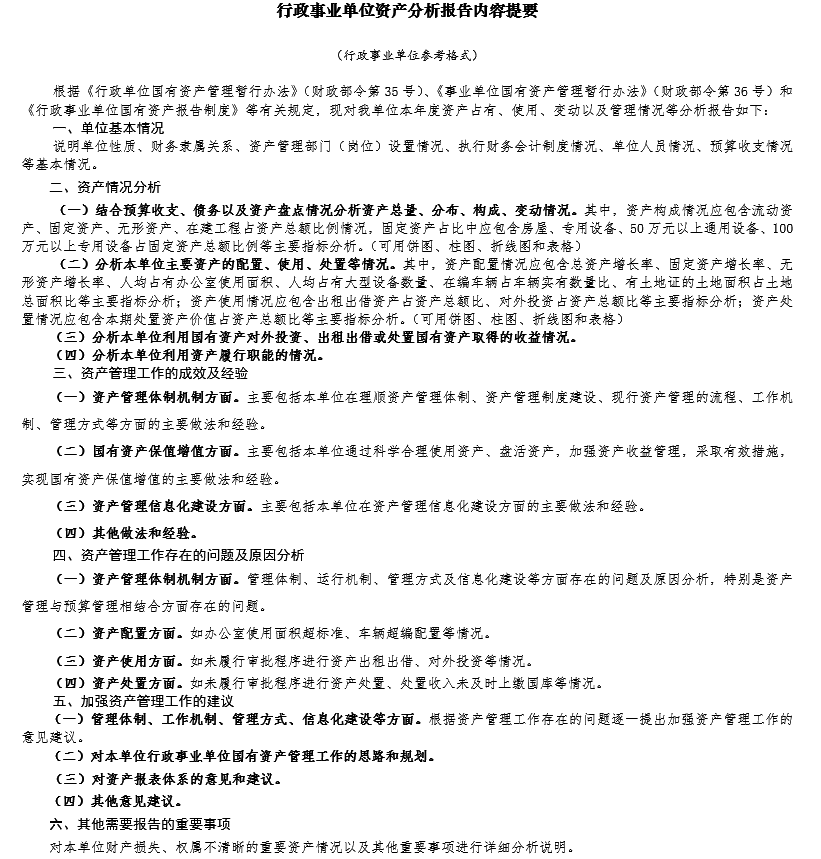 行政事业单位资产分析报告内容提要
（行政事业单位参考格式）
根据《行政单位国有资产管理暂行办法》（财政部令第 35 号）、《事业单位国有资产管理暂行办法》（财政部令第 36 号）和
《行政事业单位国有资产报告制度》等有关规定，现对我单位本年度资产占有、使用、变动以及管理情况等分析报告如下：
一、单位基本情况
说明单位性质、财务隶属关系、资产管理部门（岗位）设置情况、执行财务会计制度情况、单位人员情况、预算收支情况
等基本情况。
二、资产情况分析
（一）结合预算收支、债务以及资产盘点情况分析资产总量、分布、构成、变动情况。其中，资产构成情况应包含流动资
产、固定资产、无形资产、在建工程占资产总额比例情况，固定资产占比中应包含房屋、专用设备、50 万元以上通用设备、100
万元以上专用设备占固定资产总额比例等主要指标分析。（可用饼图、柱图、折线图和表格）
（二）分析本单位主要资产的配置、使用、处置等情况。其中，资产配置情况应包含总资产增长率、固定资产增长率、无
形资产增长率、人均占有办公室使用面积、人均占有大型设备数量、在编车辆占车辆实有数量比、有土地证的土地面积占土地
总面积比等主要指标分析；资产使用情况应包含出租出借资产占资产总额比、对外投资占资产总额比等主要指标分析；资产处
置情况应包含本期处置资产价值占资产总额比等主要指标分析。（可用饼图、柱图、折线图和表格）
（三）分析本单位利用国有资产对外投资、出租出借或处置国有资产取得的收益情况。
（四）分析本单位利用资产履行职能的情况。
三、资产管理工作的成效及经验
（一）资产管理体制机制方面。主要包括本单位在理顺资产管理体制、资产管理制度建设、现行资产管理的流程、工作机
制、管理方式等方面的主要做法和经验。
（二）国有资产保值增值方面。主要包括本单位通过科学合理使用资产、盘活资产，加强资产收益管理，采取有效措施，
实现国有资产保值增值的主要做法和经验。
（三）资产管理信息化建设方面。主要包括本单位在资产管理信息化建设方面的主要做法和经验。
（四）其他做法和经验。
四、资产管理工作存在的问题及原因分析
（一）资产管理体制机制方面。管理体制、运行机制、管理方式及信息化建设等方面存在的问题及原因分析，特别是资产
管理与预算管理相结合方面存在的问题。
（二）资产配置方面。如办公室使用面积超标准、车辆超编配置等情况。
（三）资产使用方面。如未履行审批程序进行资产出租出借、对外投资等情况。
（四）资产处置方面。如未履行审批程序进行资产处置、处置收入未及时上缴国库等情况。
五、加强资产管理工作的建议
（一）管理体制、工作机制、管理方式、信息化建设等方面。根据资产管理工作存在的问题逐一提出加强资产管理工作的
意见建议。
（二）对本单位行政事业单位国有资产管理工作的思路和规划。
（三）对资产报表体系的意见和建议。
（四）其他意见建议。
六、其他需要报告的重要事项
对本单位财产损失、权属不清晰的重要资产情况以及其他重要事项进行详细分析说明。